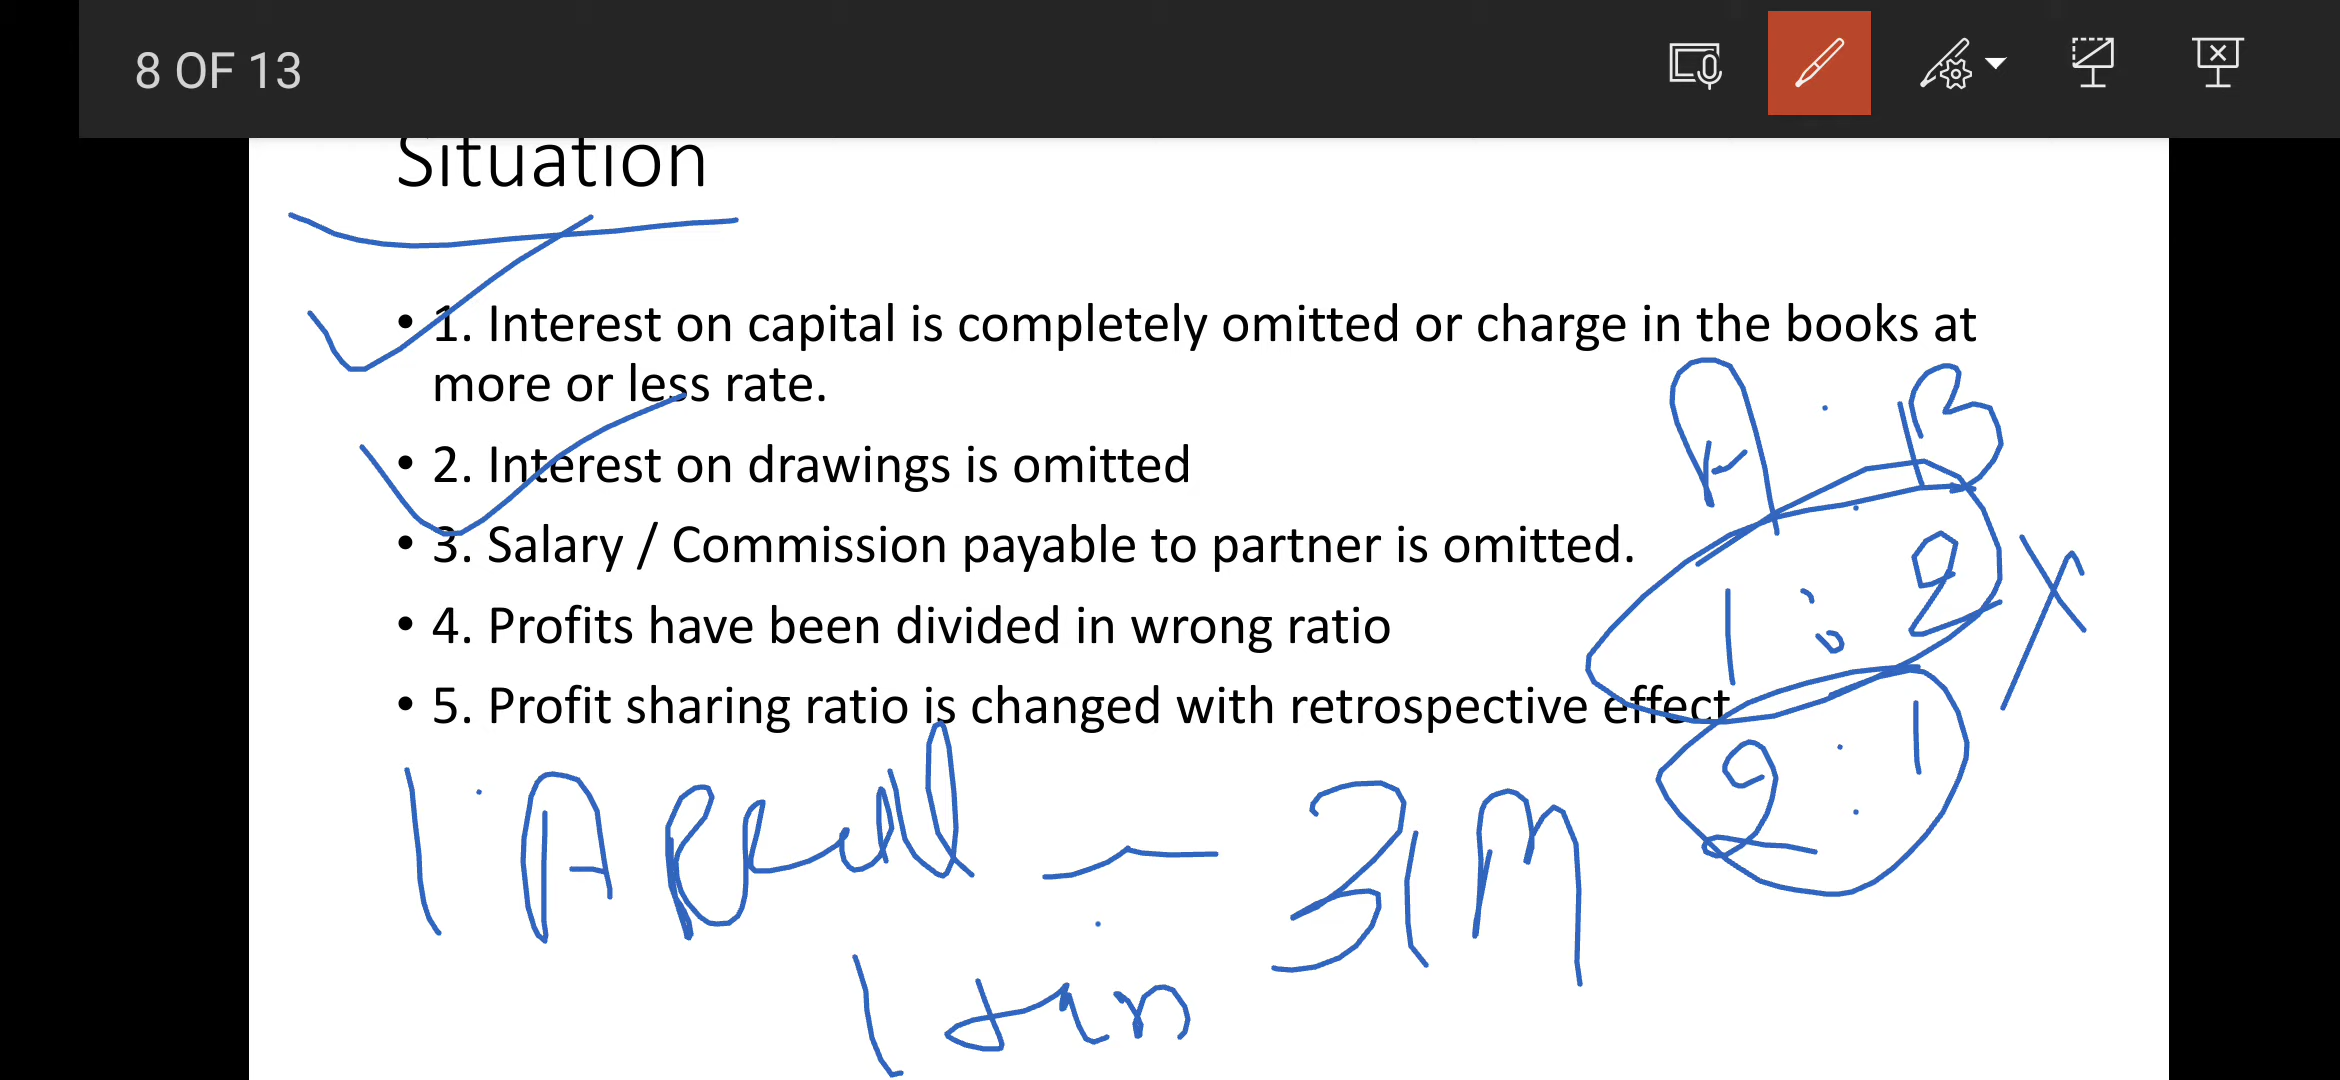 8 OF 13
Situation
• 1. Interest on capital is completely omitted or charge in the books at
more or less rate.
• 2. Interest on drawings is omitted
• 3. Salary / Commission payable to partner is omitted.
• 4. Profits have been divided in wrong ratio
• 5. Profit sharing ratio is changed with retrospective effect
A : B
1 : 2 X
2 : 1
1 April — 31 M
1 Jan